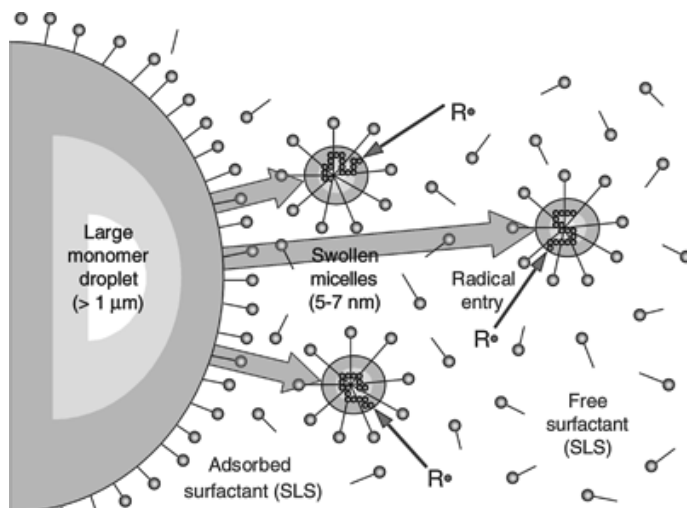 R•
Large
monomer
droplet
(> 1 μm)
Swollen
micelles
(5-7 nm)
Radical
entry
R•
Free
surfactant
(SLS)
Adsorbed
surfactant (SLS)
R•